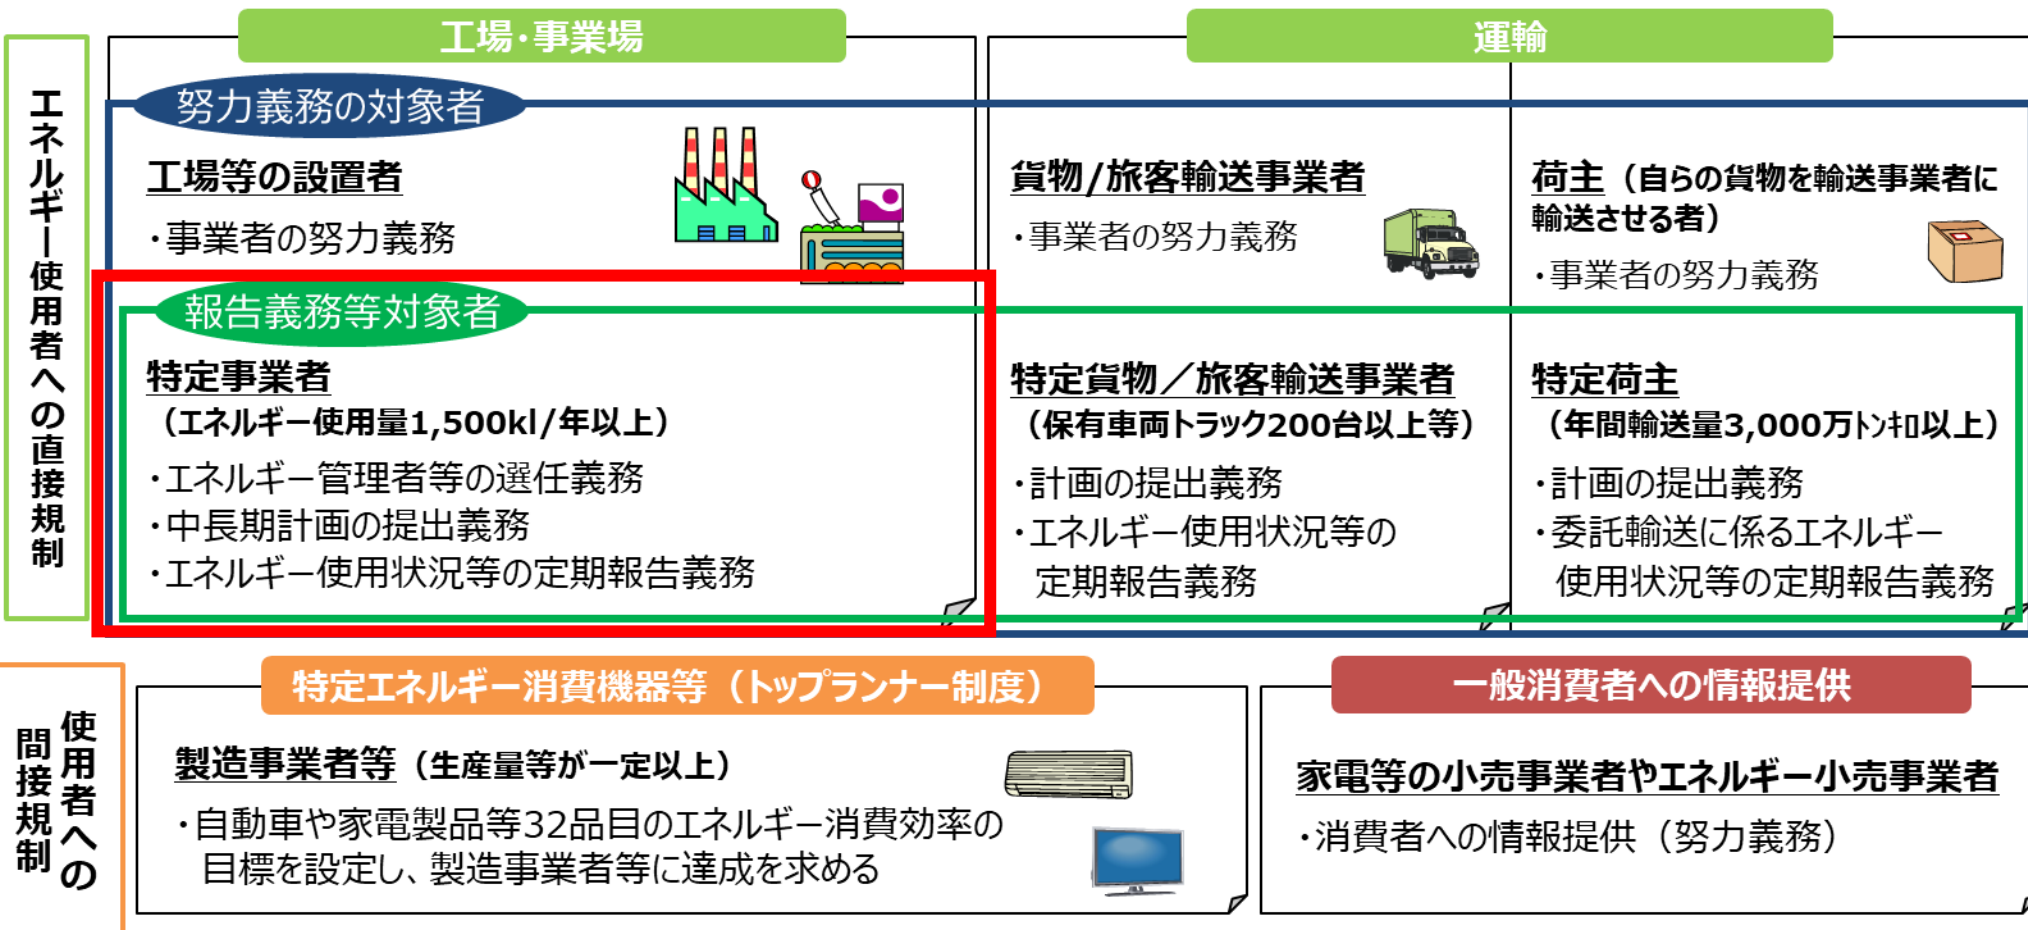 工場・事業場
運輸
エネルギー使用者への直接規制
努力義務の対象者
工場等の設置者
・事業者の努力義務
貨物/旅客輸送事業者
・事業者の努力義務
荷主（自らの貨物を輸送事業者に
輸送させる者）
・事業者の努力義務
報告義務等対象者
特定事業者
（エネルギー使用量1,500kl/年以上）
・エネルギー管理者等の選任義務
・中長期計画の提出義務
・エネルギー使用状況等の定期報告義務
特定貨物／旅客輸送事業者
（保有車両トラック200台以上等）
・計画の提出義務
・エネルギー使用状況等の
定期報告義務
特定荷主
（年間輸送量3,000万ﾄﾝｷﾛ以上）
・計画の提出義務
・委託輸送に係るエネルギー
使用状況等の定期報告義務
使用者への
間接規制
特定エネルギー消費機器等（トップランナー制度）
製造事業者等（生産量等が一定以上）
・自動車や家電製品等32品目のエネルギー消費効率の
目標を設定し、製造事業者等に達成を求める
一般消費者への情報提供
家電等の小売事業者やエネルギー小売事業者
・消費者への情報提供（努力義務）